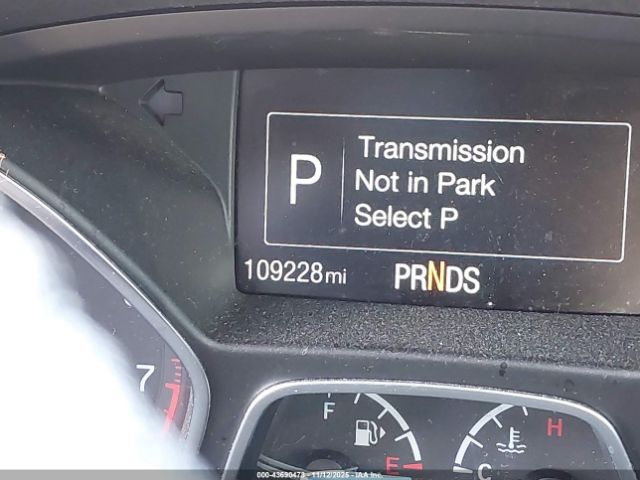 P
Transmission
Not in Park
Select P
109228mi PRNDS
7
F E
C H
000-43690473 - 11/12/2025 - IAA Inc.